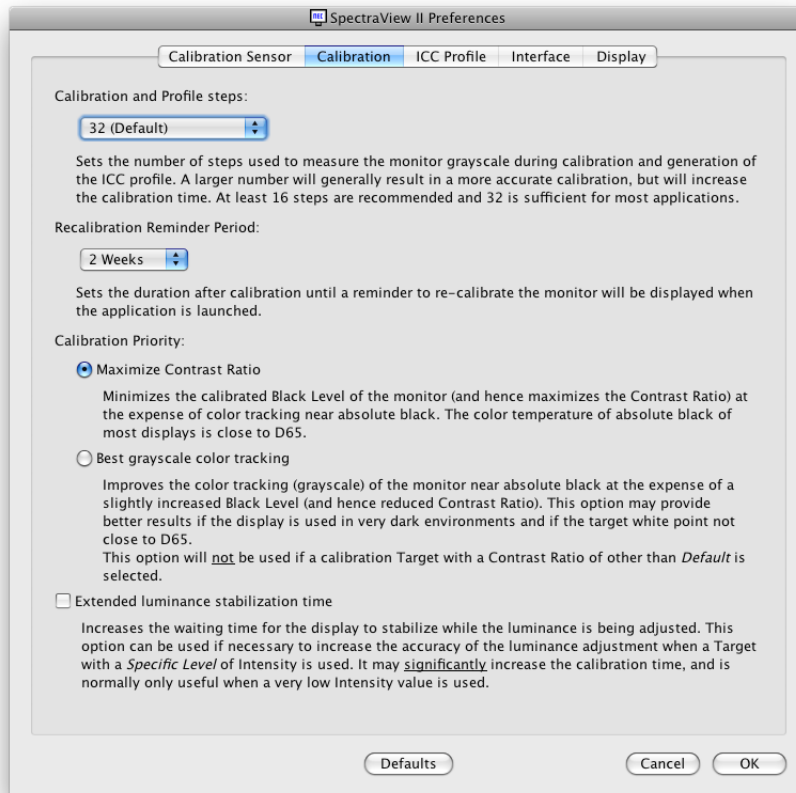 NEC SpectraView II Preferences
Calibration Sensor Calibration ICC Profile Interface Display
Calibration and Profile steps:
32 (Default)
Sets the number of steps used to measure the monitor grayscale during calibration and generation of
the ICC profile. A larger number will generally result in a more accurate calibration, but will increase
the calibration time. At least 16 steps are recommended and 32 is sufficient for most applications.
Recalibration Reminder Period:
2 Weeks
Sets the duration after calibration until a reminder to re-calibrate the monitor will be displayed when
the application is launched.
Calibration Priority:
Maximize Contrast Ratio
Minimizes the calibrated Black Level of the monitor (and hence maximizes the Contrast Ratio) at
the expense of color tracking near absolute black. The color temperature of absolute black of
most displays is close to D65.
Best grayscale color tracking
Improves the color tracking (grayscale) of the monitor near absolute black at the expense of a
slightly increased Black Level (and hence reduced Contrast Ratio). This option may provide
better results if the display is used in very dark environments and if the target white point not
close to D65.
This option will not be used if a calibration Target with a Contrast Ratio of other than Default is
selected.
Extended luminance stabilization time
Increases the waiting time for the display to stabilize while the luminance is being adjusted. This
option can be used if necessary to increase the accuracy of the luminance adjustment when a Target
with a Specific Level of Intensity is used. It may significantly increase the calibration time, and is
normally only useful when a very low Intensity value is used.
Defaults Cancel OK